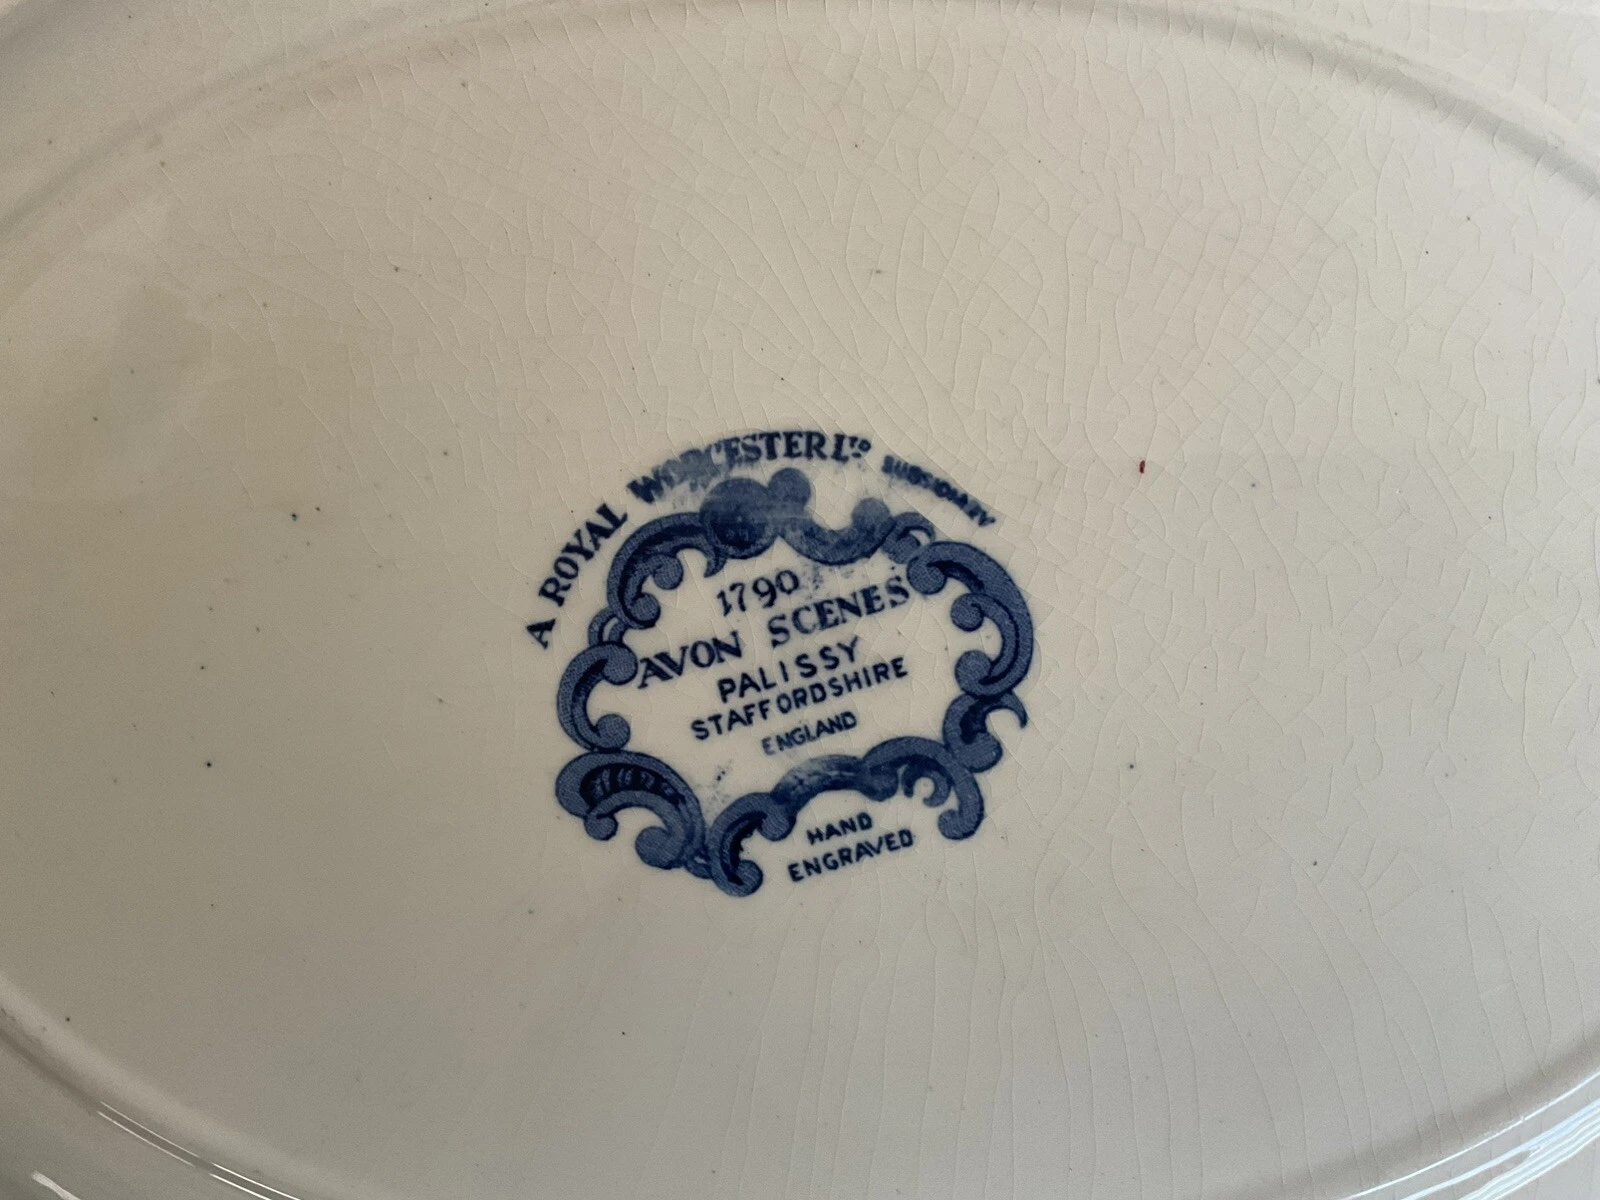 A ROYAL WORCESTER LTD SUBSIDIARY
1790
AVON SCENES
PALISSY
STAFFORDSHIRE
ENGLAND
HAND
ENGRAVED